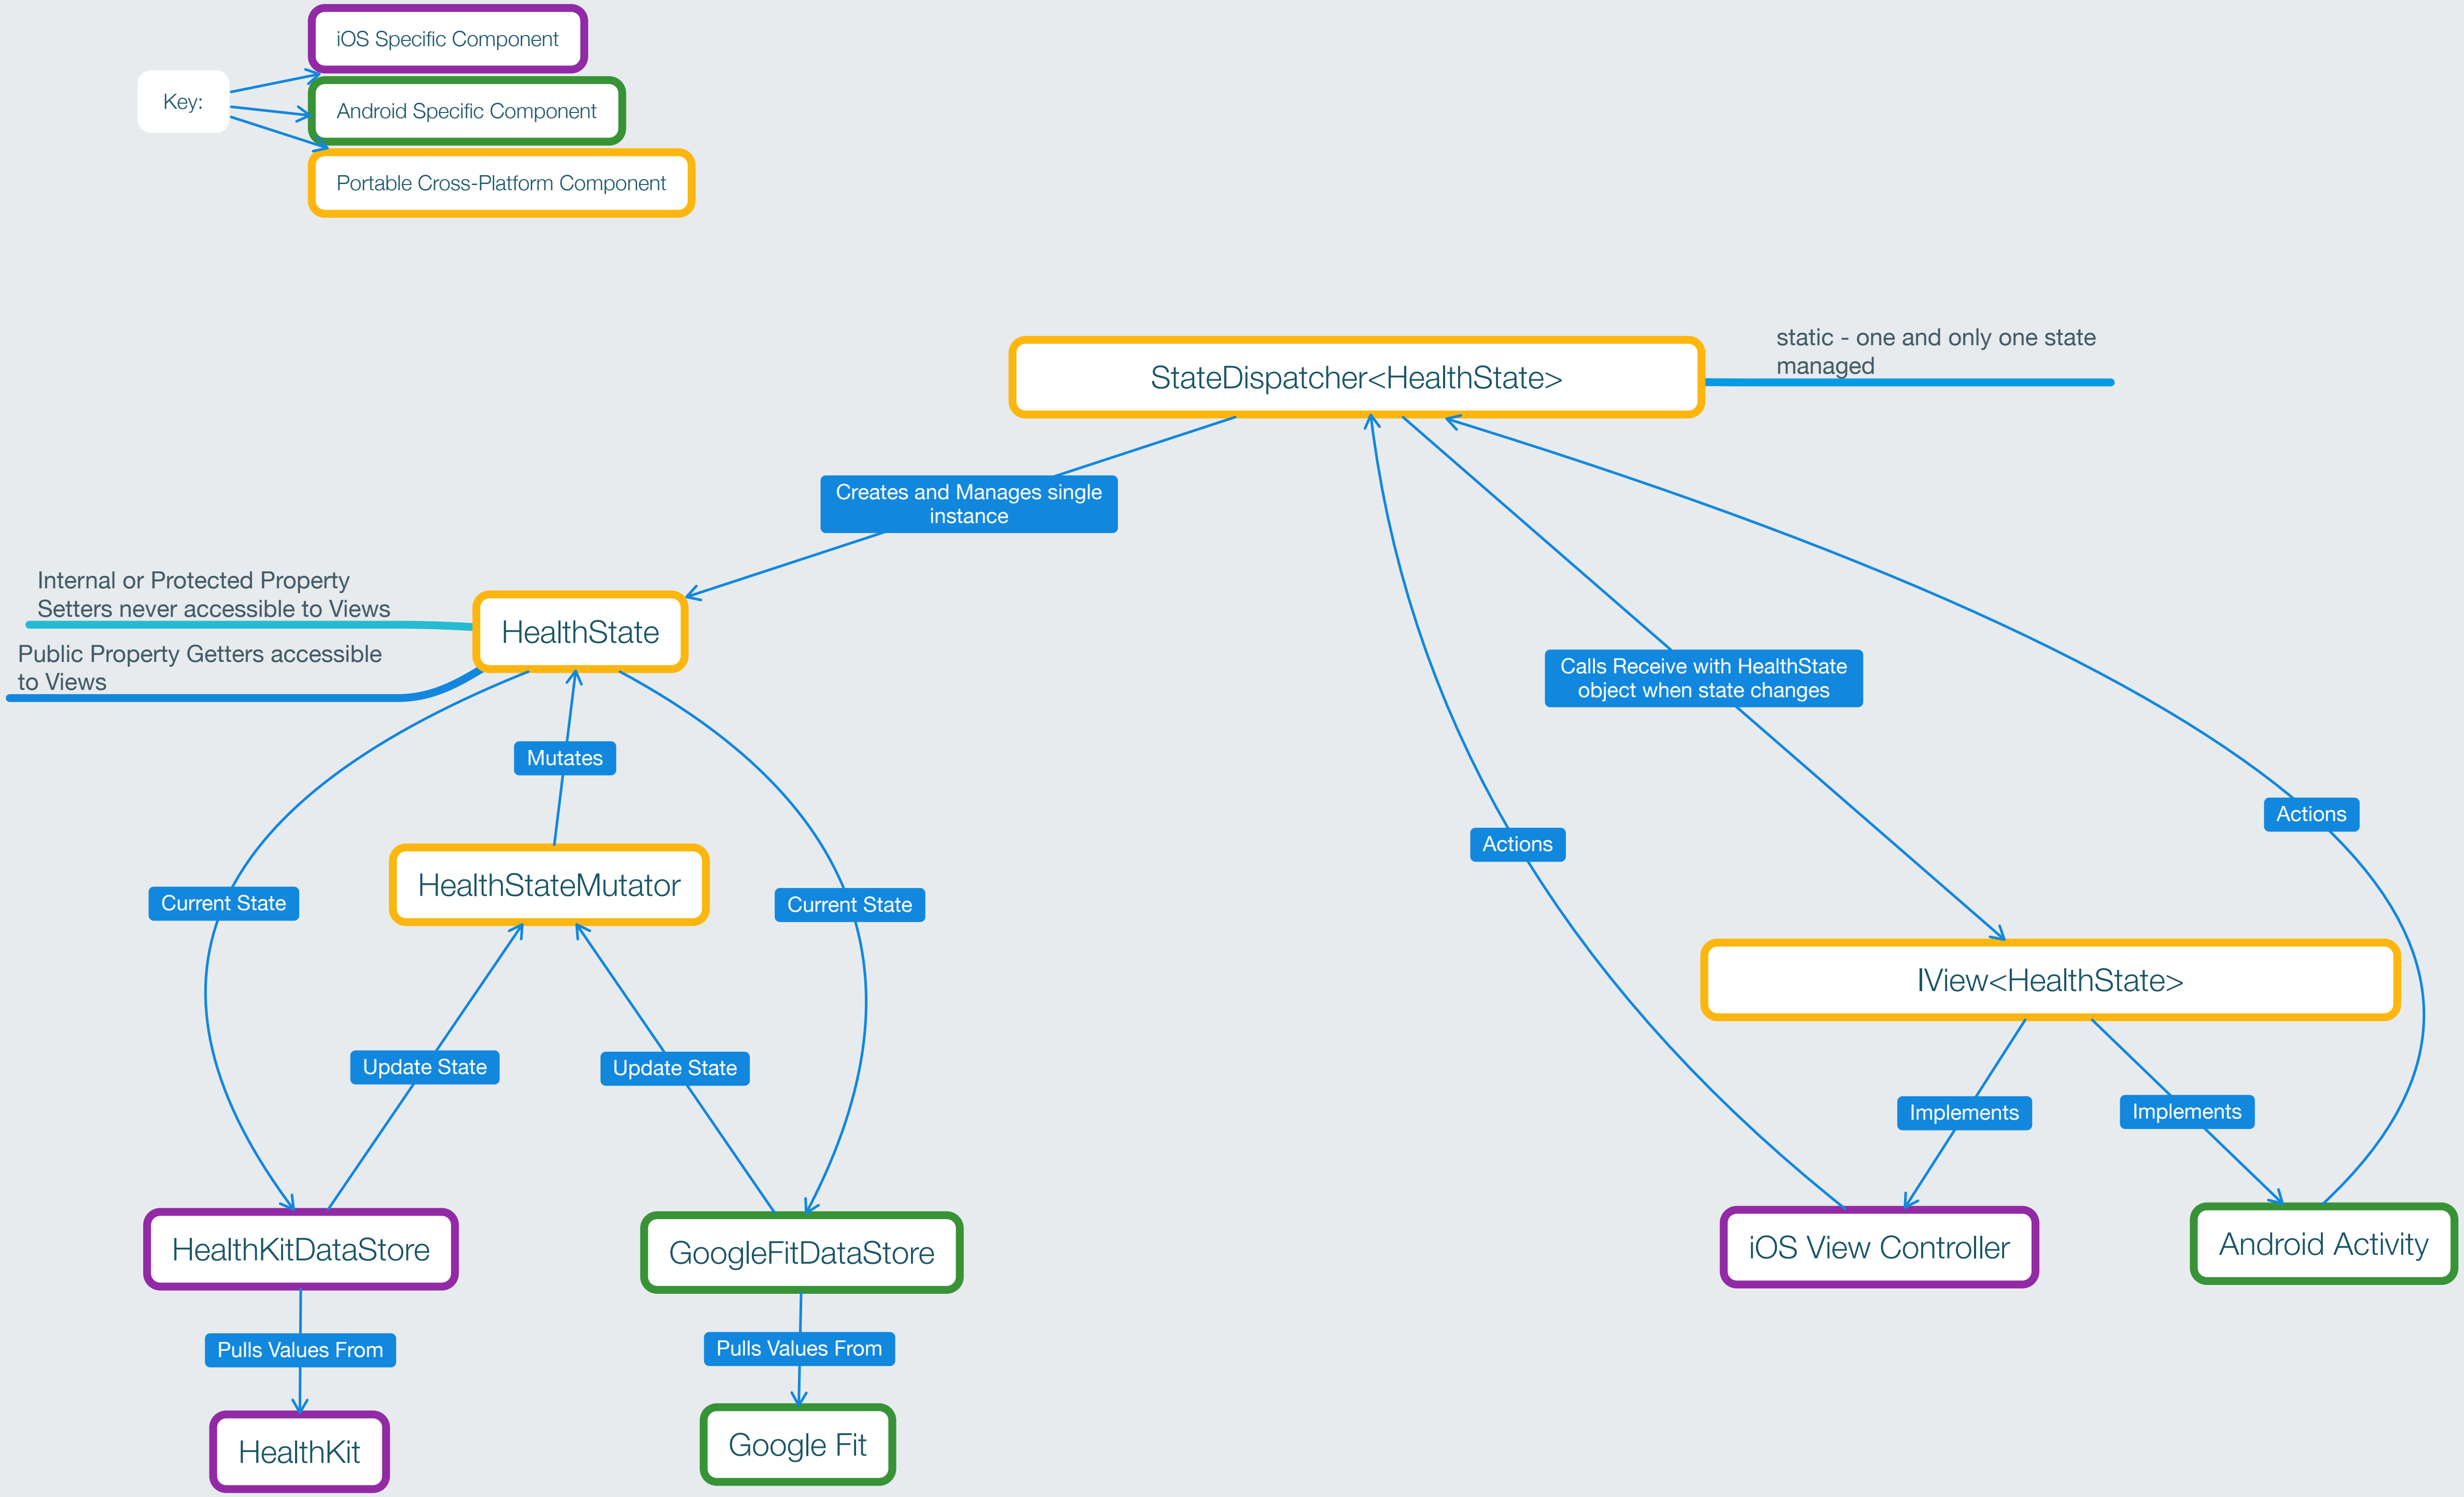 iOS Specific Component
Key:
Android Specific Component
Portable Cross-Platform Component
static - one and only one state
managed
StateDispatcher<HealthState>
Creates and Manages single
instance
Internal or Protected Property
Setters never accessible to Views
HealthState
Public Property Getters accessible
to Views
Calls Receive with HealthState
object when state changes
Mutates
Actions
Actions
HealthStateMutator
Current State
Current State
IView<HealthState>
Update State
Update State
Implements
Implements
HealthKitDataStore
GoogleFitDataStore
iOS View Controller
Android Activity
Pulls Values From
Pulls Values From
HealthKit
Google Fit